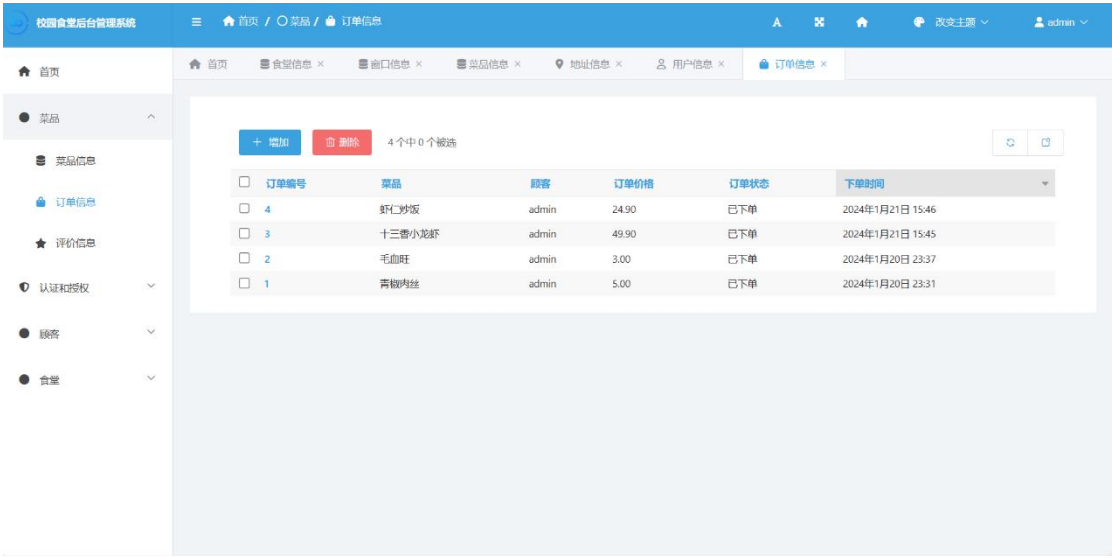 校园食堂后台管理系统
首页 / 菜品 / 订单信息
A
改变主题
admin
首页
食堂信息 ×
窗口信息 ×
菜品信息 ×
地址信息 ×
用户信息 ×
订单信息 ×
首页
菜品
菜品信息
订单信息
评价信息
认证和授权
顾客
食堂
+ 增加
删除
4 个中 0 个被选
订单编号 菜品 顾客 订单价格 订单状态 下单时间
4 虾仁炒饭 admin 24.90 已下单 2024年1月21日 15:46
3 十三香小龙虾 admin 49.90 已下单 2024年1月21日 15:45
2 毛血旺 admin 3.00 已下单 2024年1月20日 23:37
1 青椒肉丝 admin 5.00 已下单 2024年1月20日 23:31